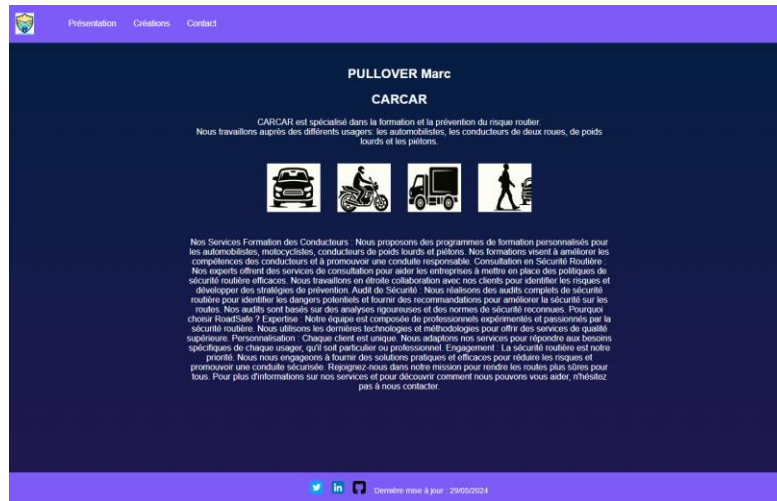 Présentation Créations Contact
PULLOVER Marc
CARCAR
CARCAR est spécialisé dans la formation et la prévention du risque routier.
Nous travaillons auprès des différents usagers: les automobilistes, les conducteurs de deux roues, de poids
lourds et les piétons.
Nos Services Formation des Conducteurs : Nous proposons des programmes de formation personnalisés pour
les automobilistes, motocyclistes, conducteurs de poids lourds et piétons. Nos formations visent à améliorer les
compétences des conducteurs et à promouvoir une conduite responsable. Consultation en Sécurité Routière :
Nos experts offrent des services de consultation pour aider les entreprises à mettre en place des politiques de
sécurité routière efficaces. Nous travaillons en étroite collaboration avec nos clients pour identifier les risques et
développer des stratégies de prévention. Audit de Sécurité : Nous réalisons des audits complets de sécurité
routière pour identifier les dangers potentiels et fournir des recommandations pour améliorer la sécurité sur les
routes. Nos audits sont basés sur des analyses rigoureuses et des normes de sécurité reconnues. Pourquoi
choisir RoadSafe ? Expertise : Notre équipe est composée de professionnels expérimentés et passionnés par la
sécurité routière. Nous utilisons les dernières technologies et méthodologies pour offrir des services de qualité
supérieure. Personnalisation : Chaque client est unique. Nous adaptons nos services pour répondre aux besoins
spécifiques de chaque usager, qu'il soit particulier ou professionnel. Engagement : La sécurité routière est notre
priorité. Nous nous engageons à fournir des solutions pratiques et efficaces pour réduire les risques et
promouvoir une conduite sécurisée. Rejoignez-nous dans notre mission pour rendre les routes plus sûres pour
tous. Pour plus d'informations sur nos services et pour découvrir comment nous pouvons vous aider, n'hésitez
pas à nous contacter.
in Dernière mise à jour : 29/05/2024